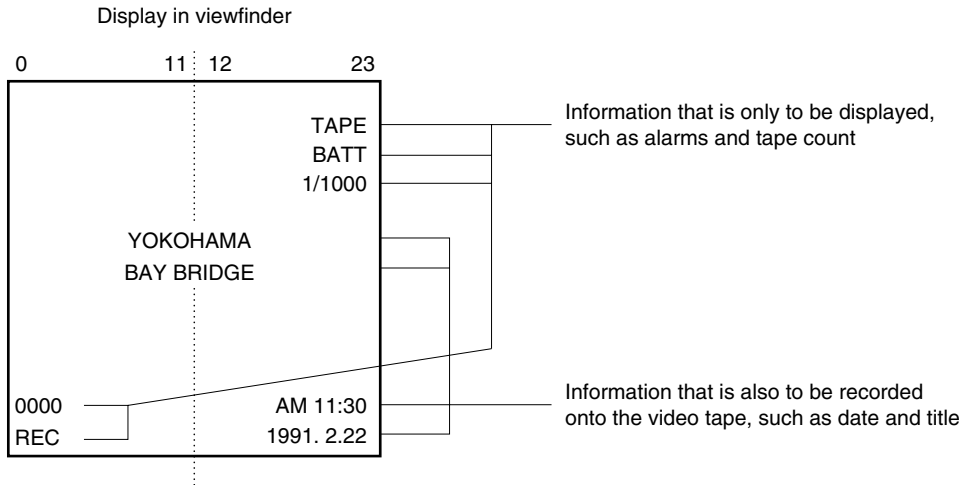 Display in viewfinder
0 11 12 23
TAPE
BATT
1/1000
Information that is only to be displayed,
such as alarms and tape count
YOKOHAMA
BAY BRIDGE
0000 AM 11:30
REC 1991. 2.22
Information that is also to be recorded
onto the video tape, such as date and title